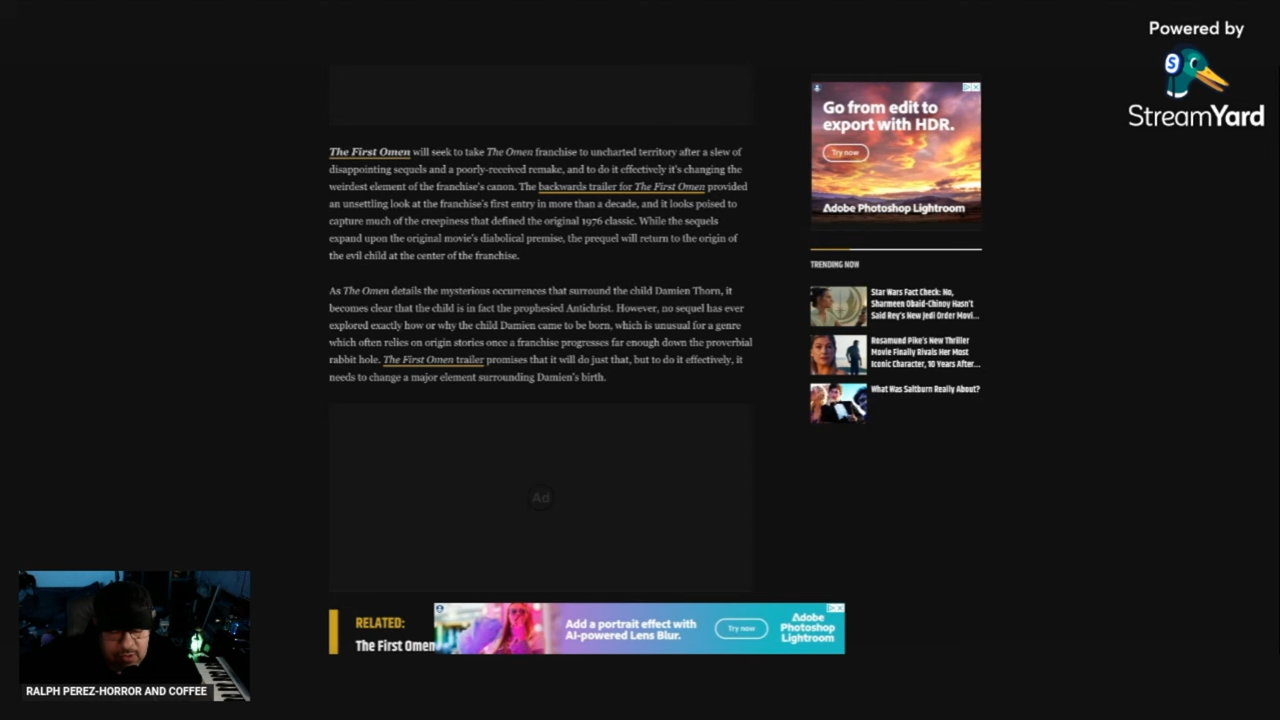 Powered by
S
StreamYard
The First Omen will seek to take The Omen franchise to uncharted territory after a slew of
disappointing sequels and a poorly-received remake, and to do it effectively it's changing the
weirdest element of the franchise's canon. The backwards trailer for The First Omen provided
an unsettling look at the franchise's first entry in more than a decade, and it looks poised to
capture much of the creepiness that defined the original 1976 classic. While the sequels
expand upon the original movie's diabolical premise, the prequel will return to the origin of
the evil child at the center of the franchise.
As The Omen details the mysterious occurrences that surround the child Damien Thorn, it
becomes clear that the child is in fact the prophesied Antichrist. However, no sequel has ever
explored exactly how or why the child Damien came to be born, which is unusual for a genre
which often relies on origin stories once a franchise progresses far enough down the proverbial
rabbit hole. The First Omen trailer promises that it will do just that, but to do it effectively, it
needs to change a major element surrounding Damien's birth.
Ad
RELATED:
The First Omen
Go from edit to
export with HDR.
Try now
Adobe Photoshop Lightroom
TRENDING NOW
Star Wars Fact Check: No,
Sharmeen Obaid-Chinoy Hasn't
Said Rey's New Jedi Order Movi...
Rosamund Pike's New Thriller
Movie Finally Rivals Her Most
Iconic Character, 10 Years After...
What Was Saltburn Really About?
Add a portrait effect with
AI-powered Lens Blur.
Try now
Adobe
Photoshop
Lightroom
RALPH PEREZ-HORROR AND COFFEE